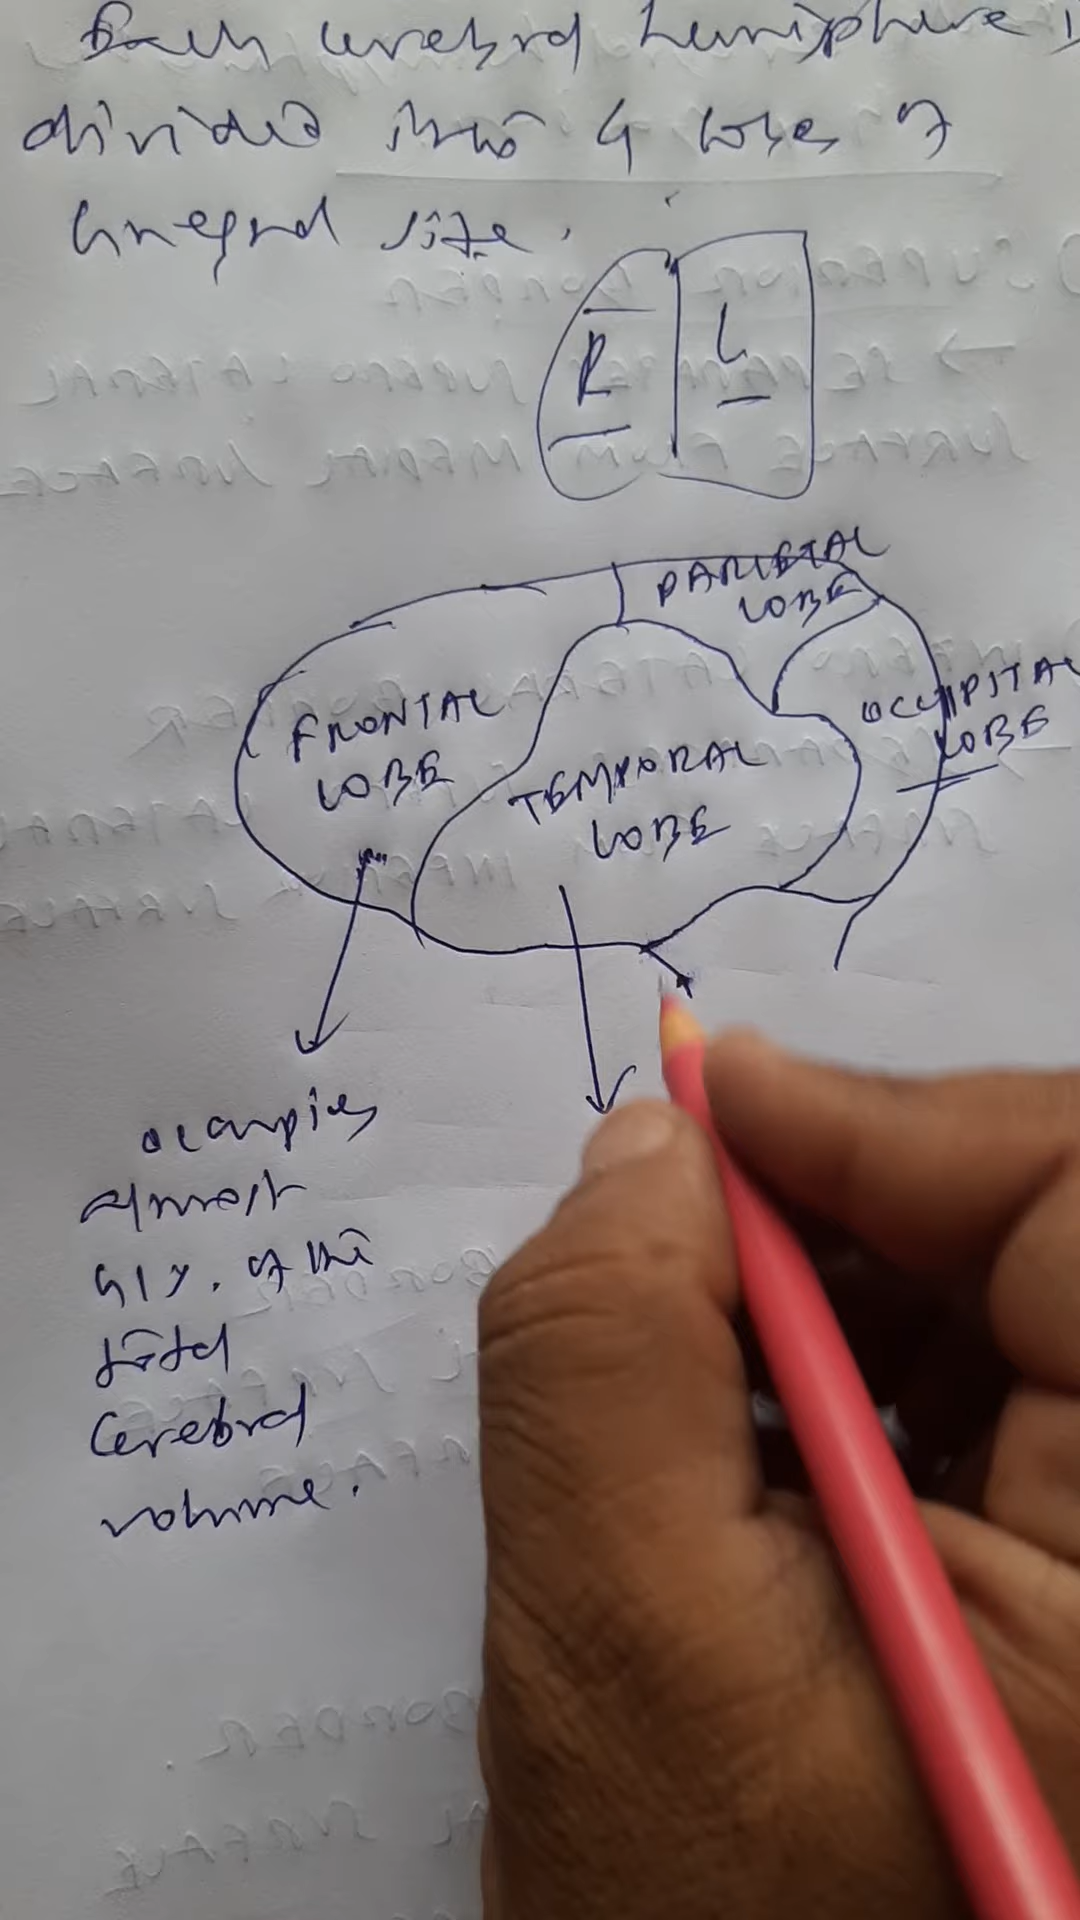 Each cerebral hemisphere is
divided into 4 lobes of
unequal size.
R L
PARIETAL
LOBE
FRONTAL
LOBE
OCCIPITAL
LOBE
TEMPORAL
LOBE
occupies
almost
41%. of the
total
Cerebral
volume.